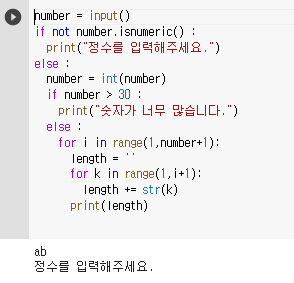 number = input()
if not number.isnumeric() :
  print("정수를 입력해주세요.")
else :
  number = int(number)
  if number > 30 :
    print("숫자가 너무 많습니다.")
  else :
    for i in range(1,number+1):
      length = ''
      for k in range(1,i+1):
        length += str(k)
      print(length)
ab
정수를 입력해주세요.